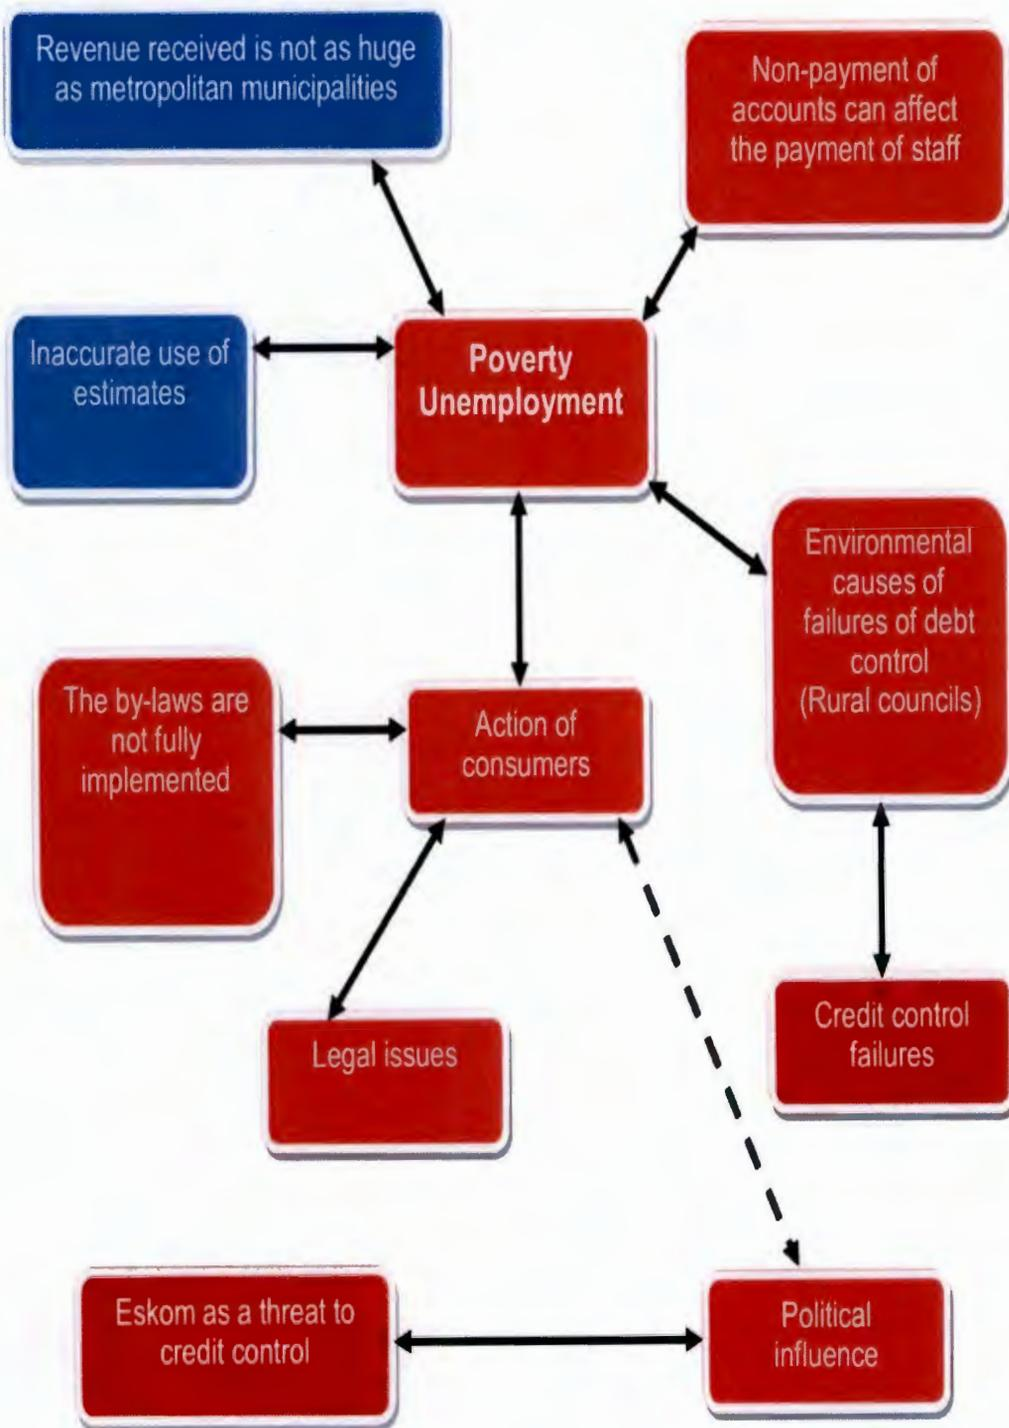 Revenue received is not as huge
as metropolitan municipalities
Non-payment of
accounts can affect
the payment of staff
Inaccurate use of
estimates
Poverty
Unemployment
Environmental
causes of
failures of debt
control
(Rural councils)
The by-laws are
not fully
implemented
Action of
consumers
Credit control
failures
Legal issues
Eskom as a threat to
credit control
Political
influence